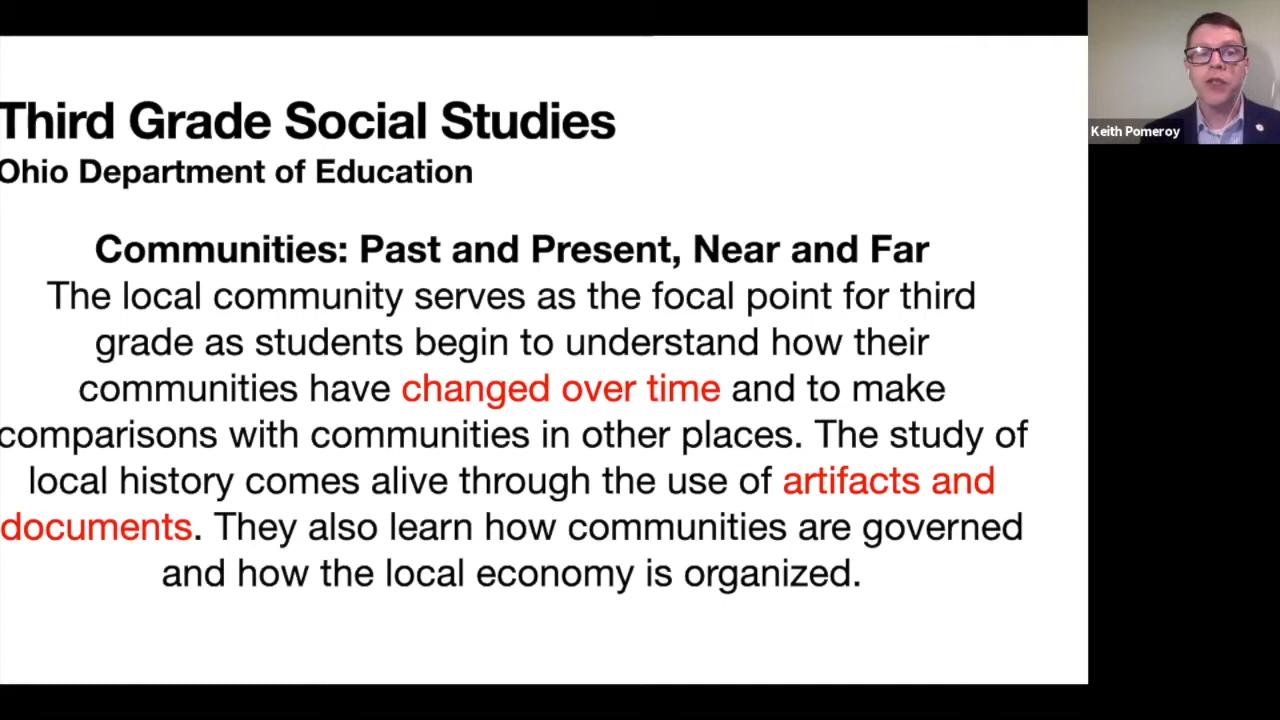 Third Grade Social Studies
Ohio Department of Education
Communities: Past and Present, Near and Far
The local community serves as the focal point for third
grade as students begin to understand how their
communities have changed over time and to make
comparisons with communities in other places. The study of
local history comes alive through the use of artifacts and
documents. They also learn how communities are governed
and how the local economy is organized.
Keith Pomeroy